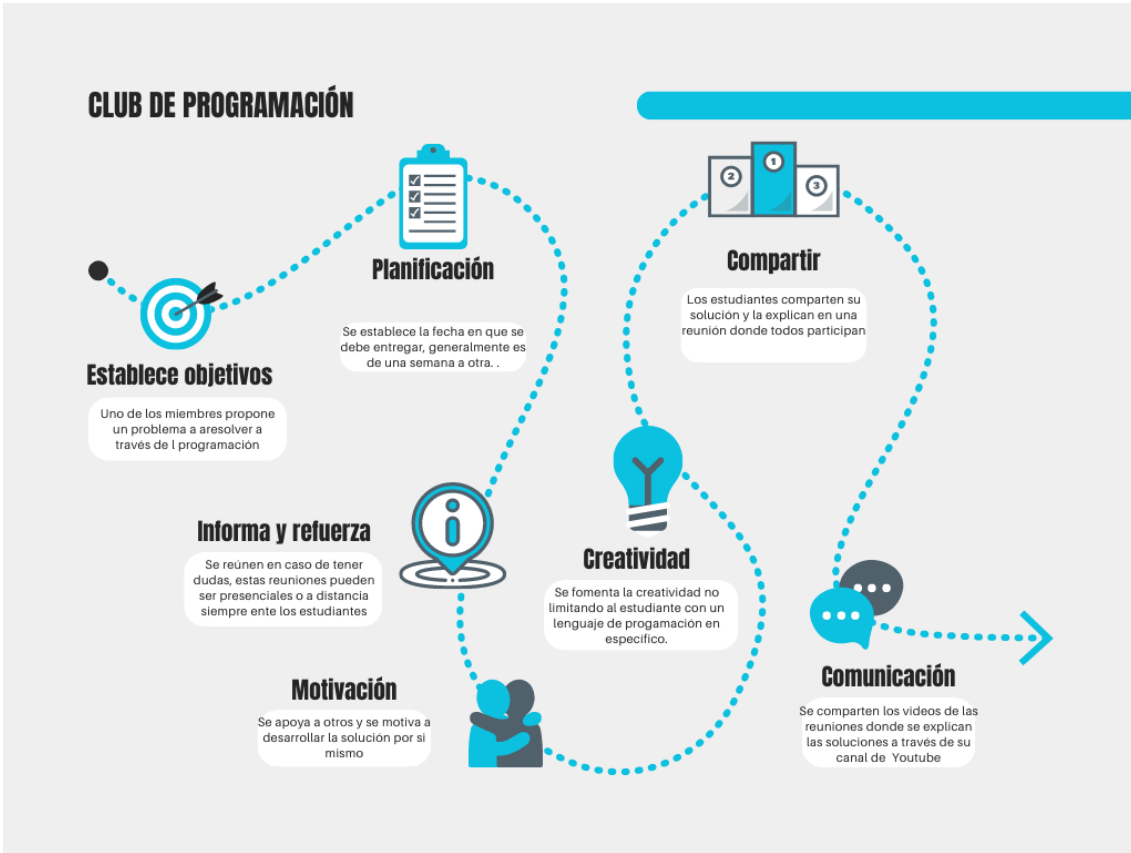 CLUB DE PROGRAMACIÓN
Establece objetivos
Uno de los miembres propone
un problema a aresolver a
través de l programación
Planificación
Se establece la fecha en que se
debe entregar, generalmente es
de una semana a otra. .
Informa y refuerza
Se reúnen en caso de tener
dudas, estas reuniones pueden
ser presenciales o a distancia
siempre ente los estudiantes
Motivación
Se apoya a otros y se motiva a
desarrollar la solución por si
mismo
Creatividad
Se fomenta la creatividad no
limitando al estudiante con un
lenguaje de progamación en
específico.
2
1
3
Compartir
Los estudiantes comparten su
solución y la explican en una
reunión donde todos participan
Comunicación
Se comparten los videos de las
reuniones donde se explican
las soluciones a través de su
canal de Youtube